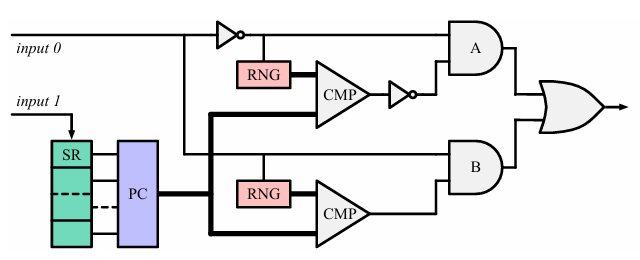 input 0
A
RNG
CMP
input 1
SR
PC
B
RNG
CMP